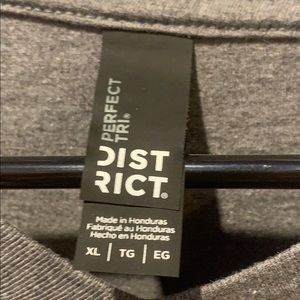 PERFECT
TRI®
DIST
RICT®
Made in Honduras
Fabriqué au Honduras
Hecho en Honduras
XL | TG | EG